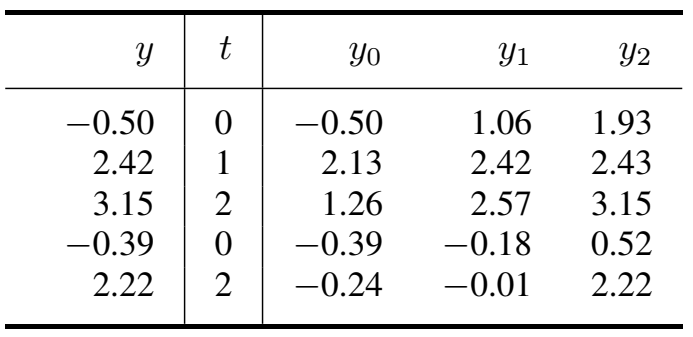 y t y0 y1 y2
−0.50 0 −0.50 1.06 1.93
2.42 1 2.13 2.42 2.43
3.15 2 1.26 2.57 3.15
−0.39 0 −0.39 −0.18 0.52
2.22 2 −0.24 −0.01 2.22